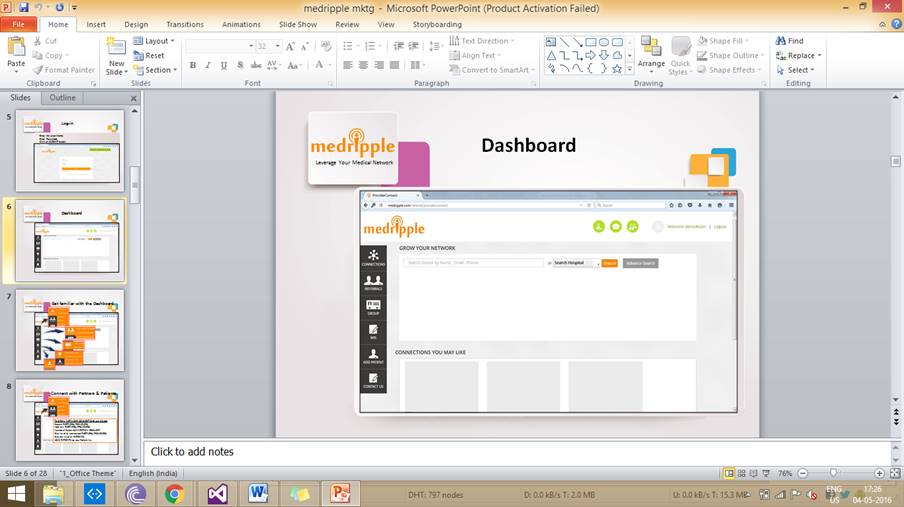 medripple mktg - Microsoft PowerPoint (Product Activation Failed)
File Home Insert Design Transitions Animations Slide Show Review View Storyboarding
Paste
Cut
Copy
Format Painter
Clipboard
New Slide
Layout
Reset
Section
Slides
32
B I U S abc
Font
Paragraph
Text Direction
Align Text
Convert to SmartArt
Arrange
Quick Styles
Shape Fill
Shape Outline
Shape Effects
Drawing
Find
Replace
Select
Editing
Slides Outline
5
Log-in
6
Dashboard
7
Get familiar with the Dashboard
8
Connect with Partners & Patients
medripple
Leverage Your Medical Network
Dashboard
ProviderConnect
Search
medripple
Logout
GROW YOUR NETWORK
Search Doctor by Name, Email, Phone
or
Search Hospital
Search
Advance Search
CONNECTIONS
REFERRALS
GROUP
MIS
ADD PATIENT
CONTACT US
CONNECTIONS YOU MAY LIKE
Click to add notes
Slide 6 of 28
"1_Office Theme"
English (India)
76%
DHT: 797 nodes
D: 0.0 kB/s T: 2.0 MB
U: 0.0 kB/s T: 15.3 M
ENG
US
17:26
04-05-2016